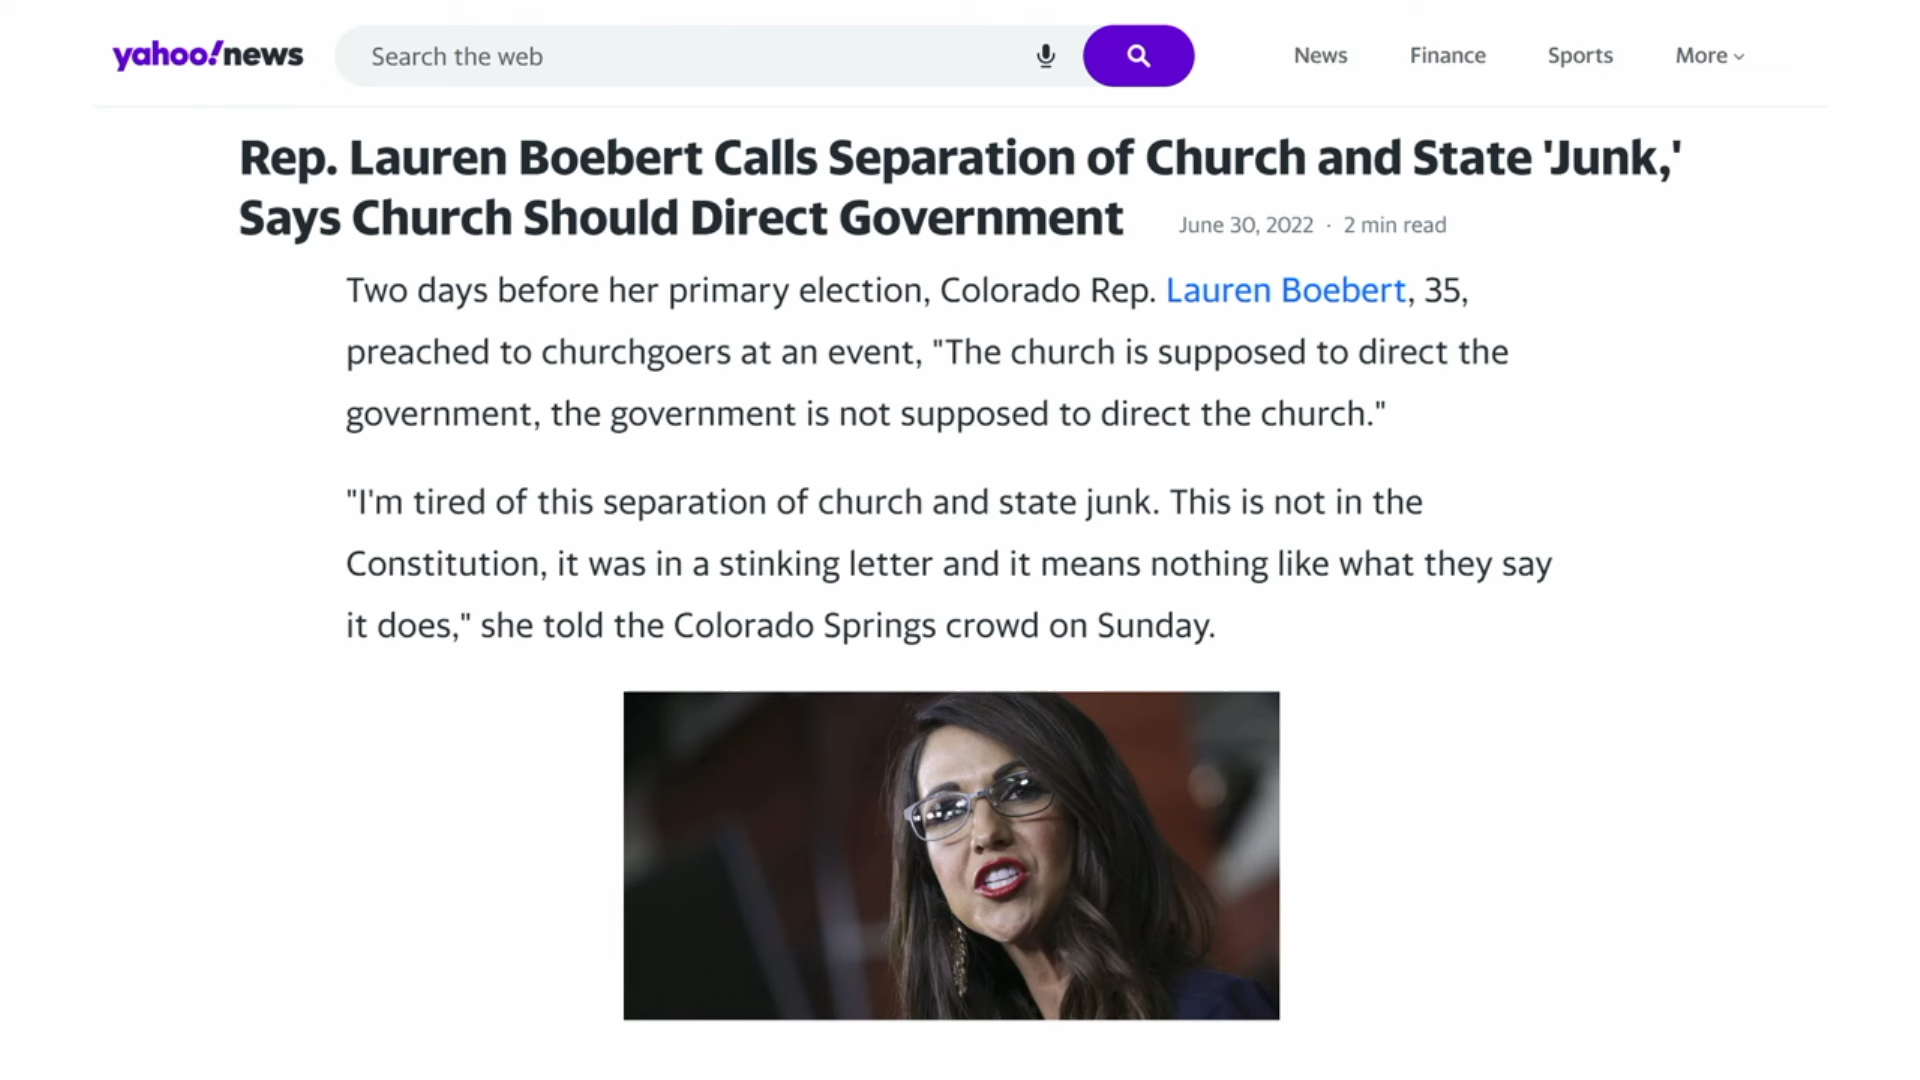 yahoo!news
Search the web
News
Finance
Sports
More
Rep. Lauren Boebert Calls Separation of Church and State 'Junk,'
Says Church Should Direct Government
June 30, 2022 · 2 min read
Two days before her primary election, Colorado Rep. Lauren Boebert, 35,
preached to churchgoers at an event, "The church is supposed to direct the
government, the government is not supposed to direct the church."
"I'm tired of this separation of church and state junk. This is not in the
Constitution, it was in a stinking letter and it means nothing like what they say
it does," she told the Colorado Springs crowd on Sunday.